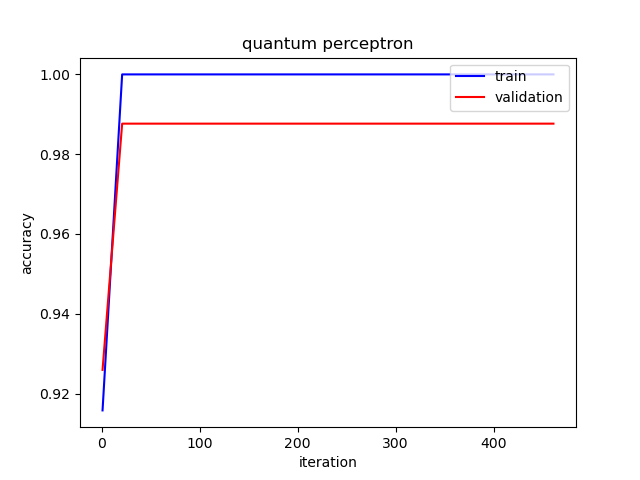 quantum perceptron
1.00
0.98
0.96
0.94
0.92
accuracy
train
validation
0
100
200
300
400
iteration